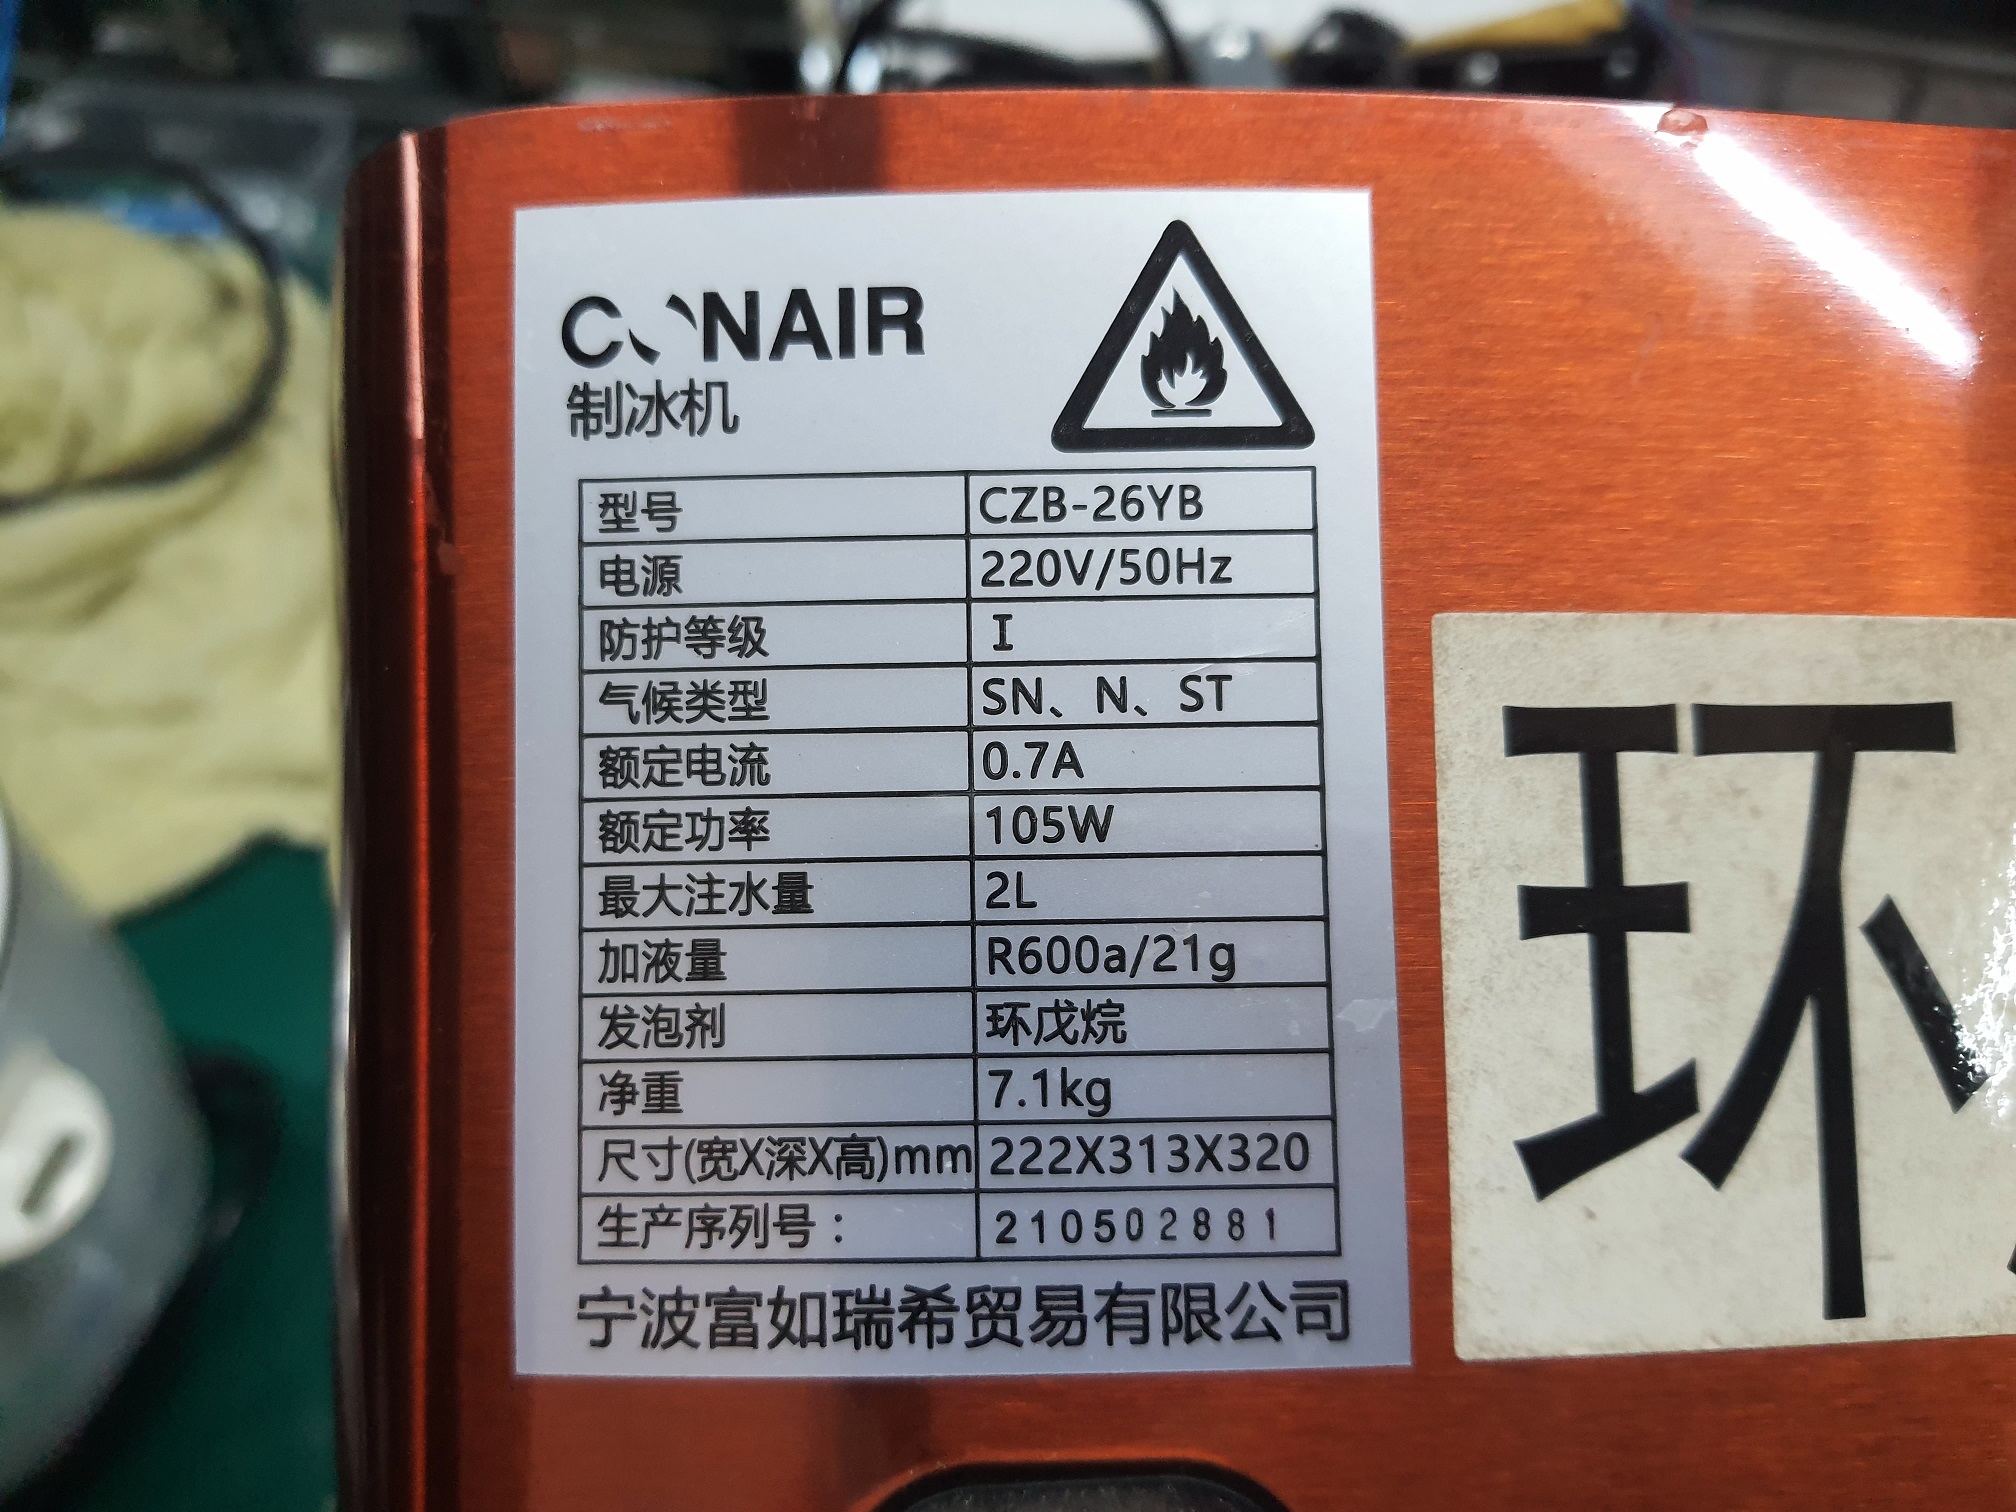 CONAIR
制冰机
型号 CZB-26YB
电源 220V/50Hz
防护等级 I
气候类型 SN、N、ST
额定电流 0.7A
额定功率 105W
最大注水量 2L
加液量 R600a/21g
发泡剂 环戊烷
净重 7.1kg
尺寸(宽X深X高)mm 222X313X320
生产序列号： 210502881
宁波富如瑞希贸易有限公司
环